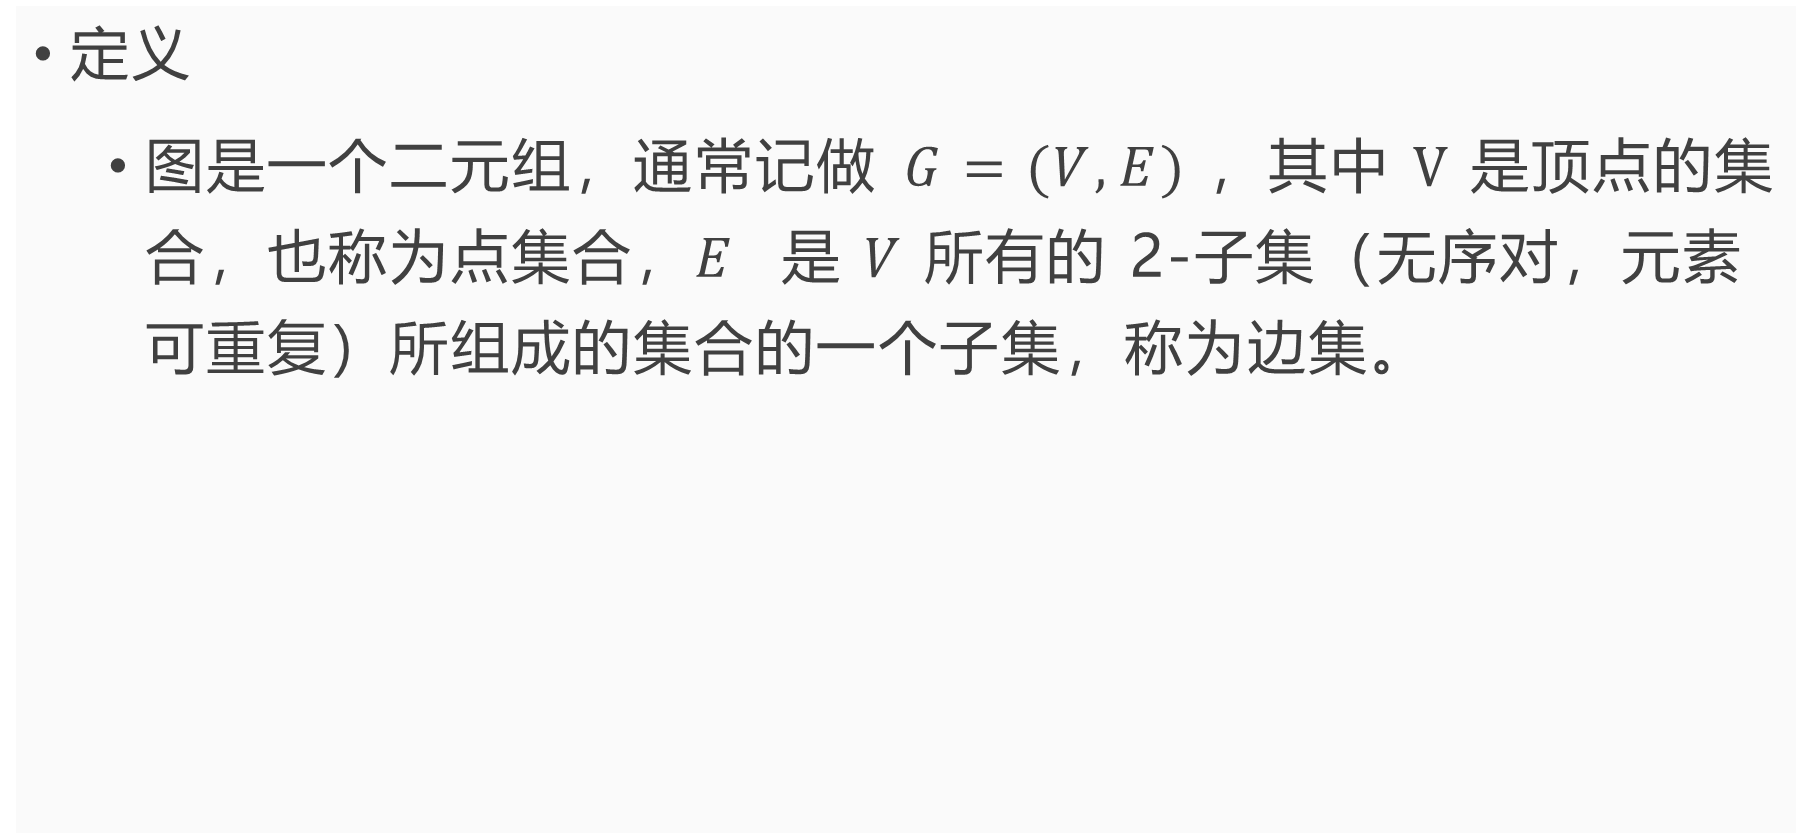 • 定义
• 图是一个二元组，通常记做 G = (V, E) ，其中 V 是顶点的集
合，也称为点集合，E 是 V 所有的 2-子集（无序对，元素
可重复）所组成的集合的一个子集，称为边集。